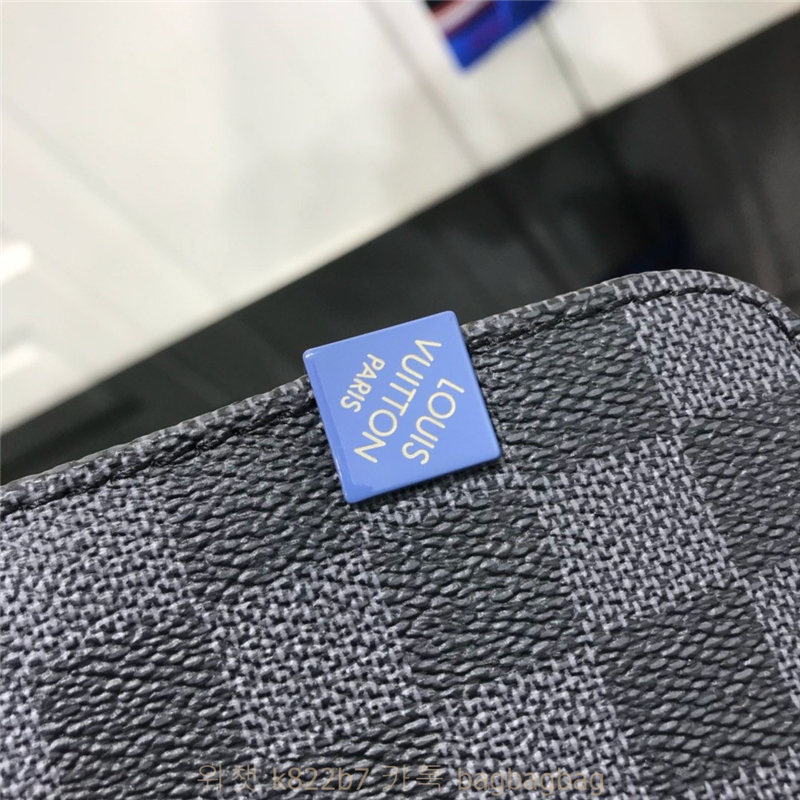 LOUIS
VUITTON
PARIS
위챗 k822b7 카톡 bagbagbag